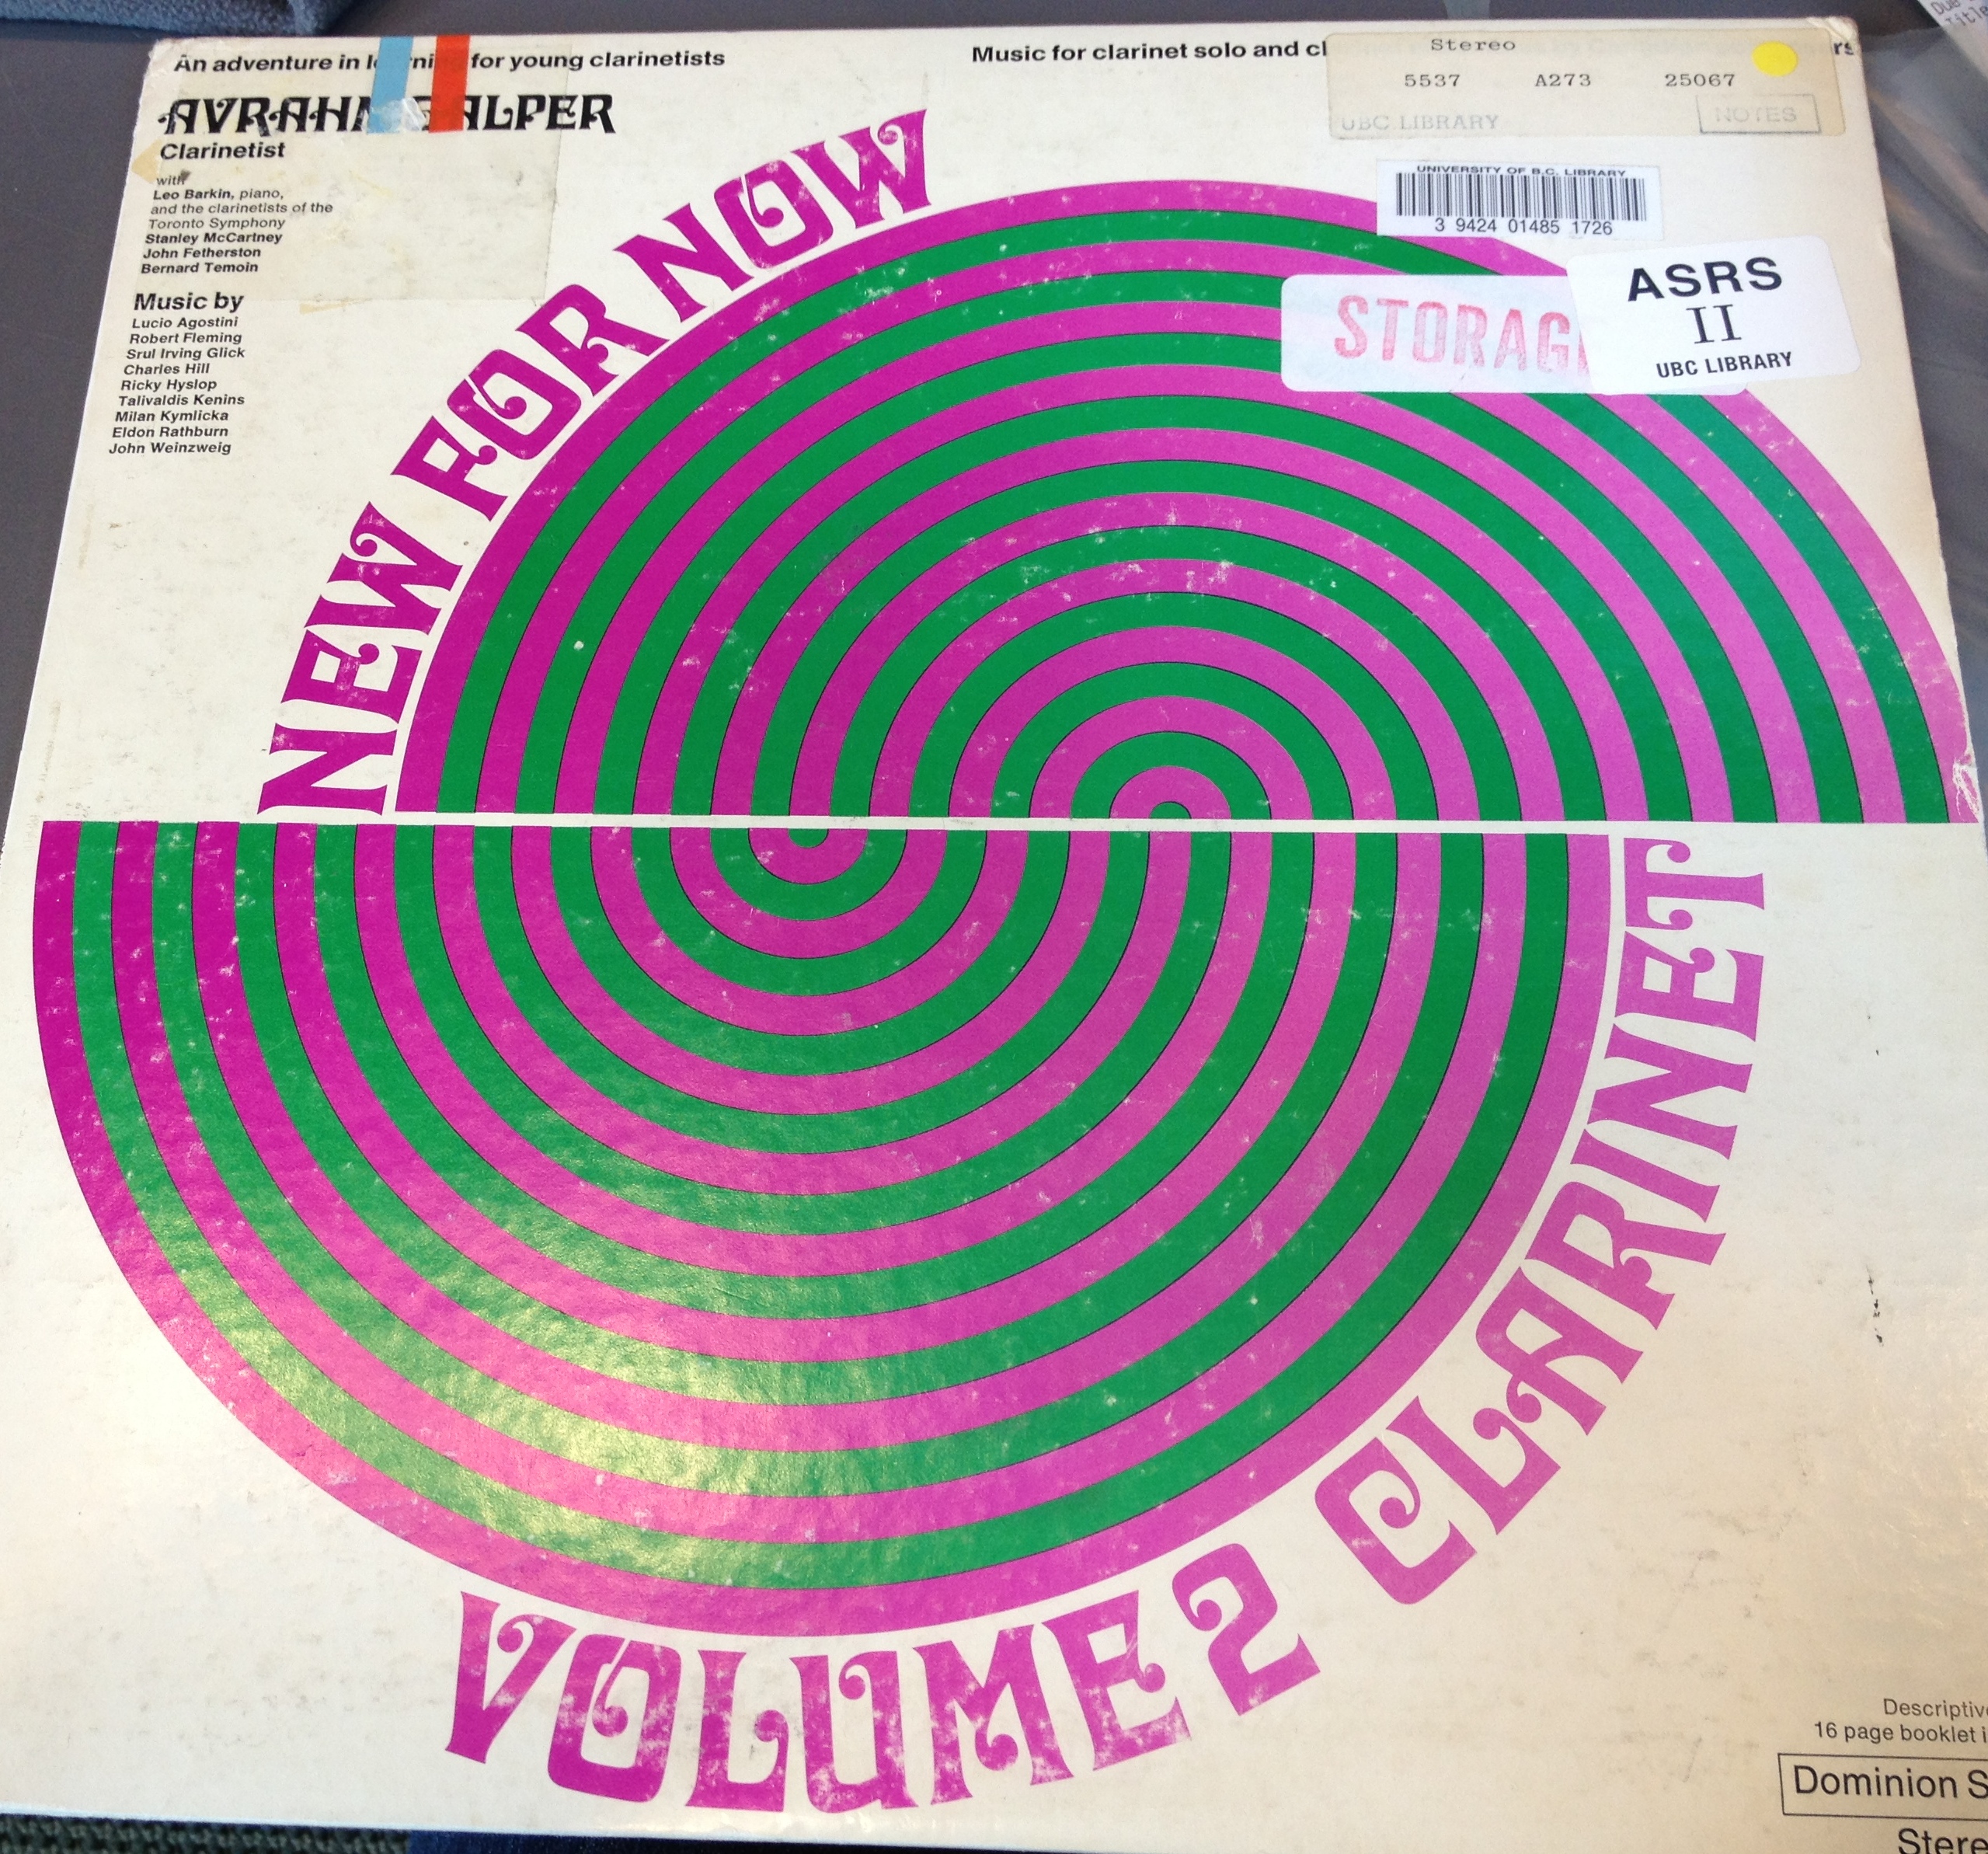 An adventure in for young clarinetists
Music for clarinet solo and
Stereo
5537 A273 25067
UBC LIBRARY
NOTES
Clarinetist
with
Leo Barkin, piano,
and the clarinetists of the
Toronto Symphony
Stanley McCartney
John Fetherston
Bernard Temoin
Music by
Lucio Agostini
Robert Fleming
Srul Irving Glick
Charles Hill
Ricky Hyslop
Talivaldis Kenins
Milan Kymlicka
Eldon Rathburn
John Weinzweig
UNIVERSITY OF B.C. LIBRARY
3 9424 01485 1726
ASRS
II
UBC LIBRARY
NEW FOR NOW
VOLUME 2 CLARINET
16 page booklet
Dominion